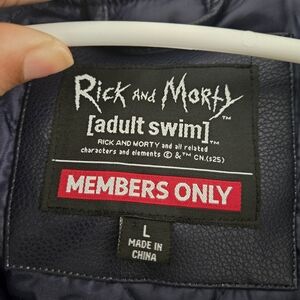 Rick AND Morty™
[adult swim]™
RICK AND MORTY and all related
characters and elements © & ™ CN.(s25)
MEMBERS ONLY
L
MADE IN
CHINA